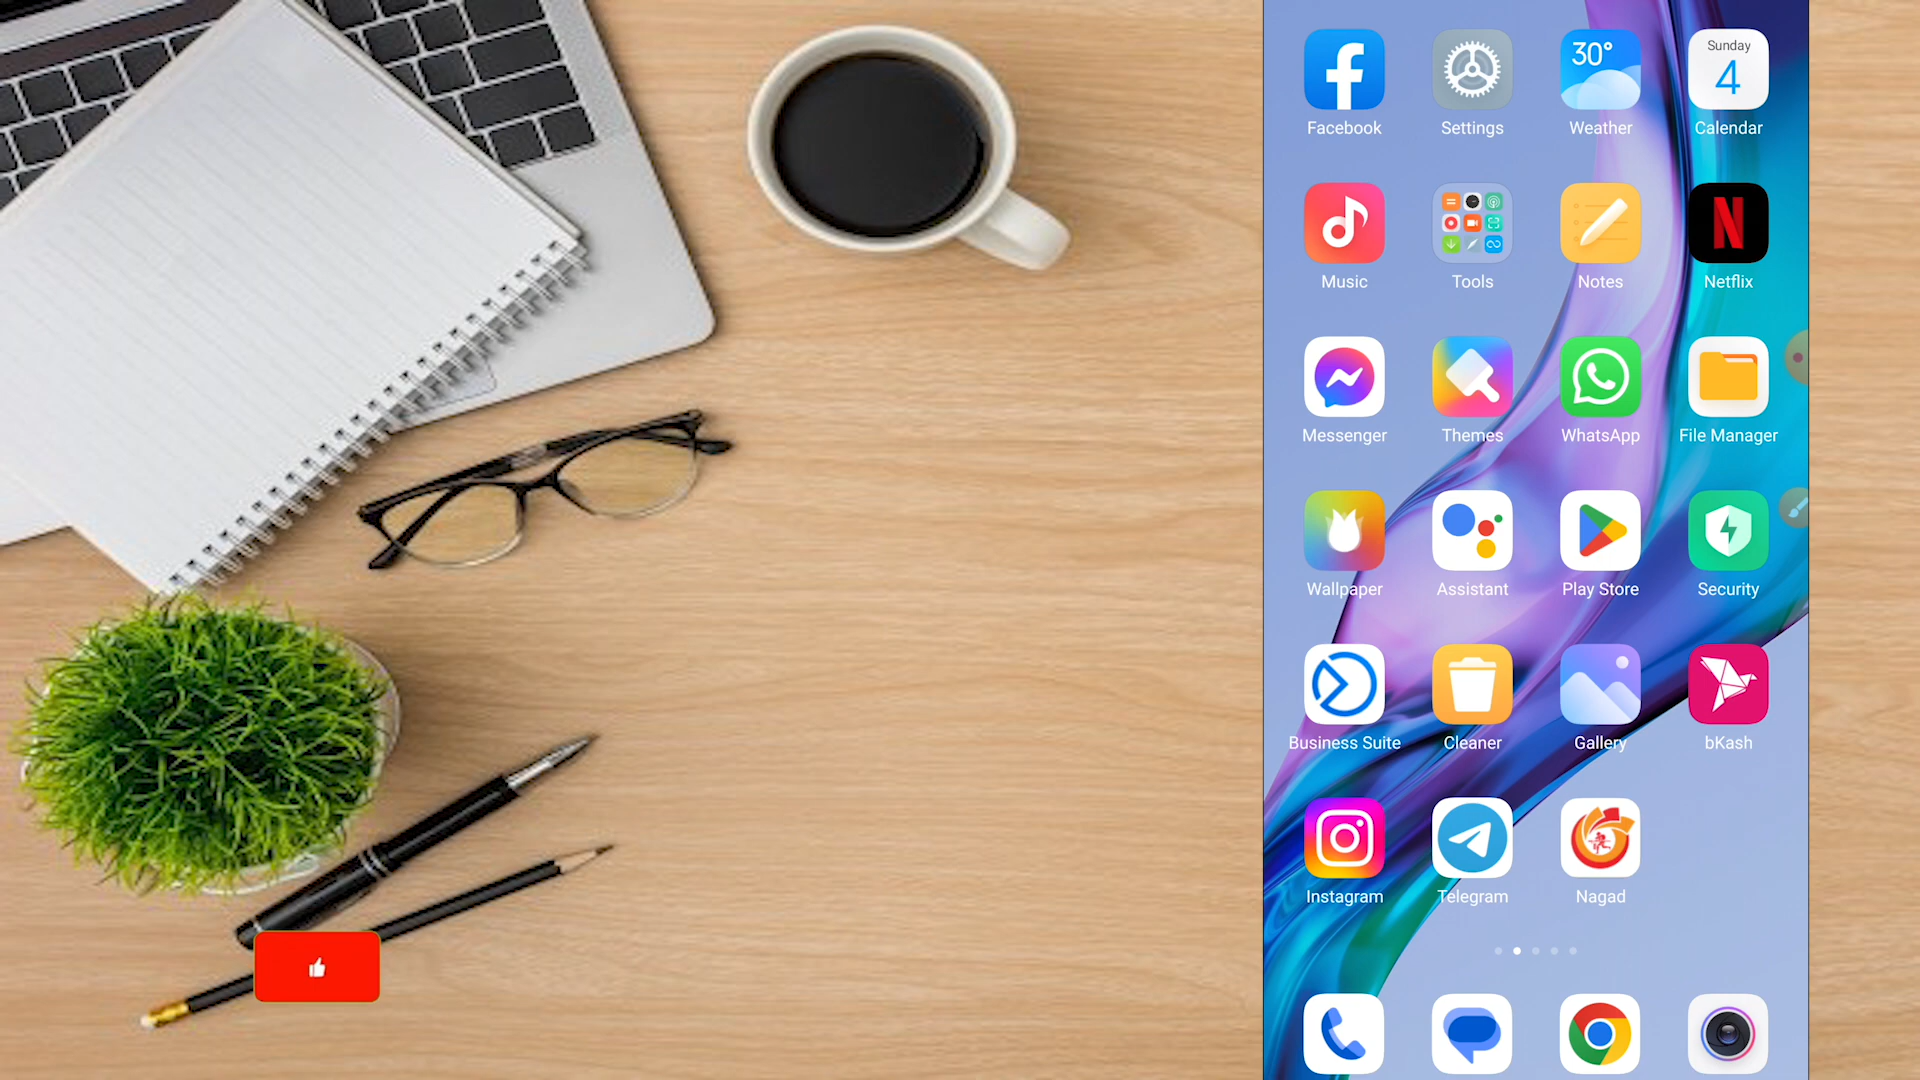 30°
Sunday
4
Facebook
Settings
Weather
Calendar
Music
Tools
Notes
Netflix
Messenger
Themes
WhatsApp
File Manager
Wallpaper
Assistant
Play Store
Security
Business Suite
Cleaner
Gallery
bKash
Instagram
Telegram
Nagad